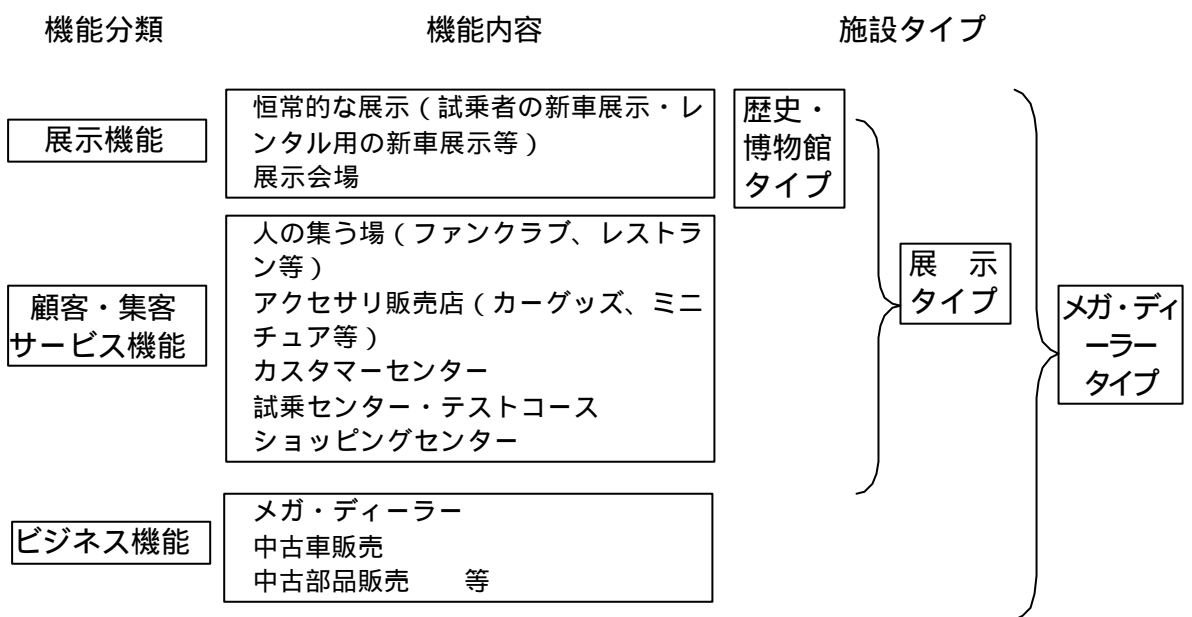 機能分類
機能内容
施設タイプ
展示機能
恒常的な展示（試乗者の新車展示・レ
ンタル用の新車展示等）
展示会場
歴史・
博物館
タイプ
顧客・集客
サービス機能
人の集う場（ファンクラブ、レストラ
ン等）
アクセサリ販売店（カーグッズ、ミニ
チュア等）
カスタマーセンター
試乗センター・テストコース
ショッピングセンター
展　示
タイプ
メガ・ディ
ーラー
タイプ
ビジネス機能
メガ・ディーラー
中古車販売
中古部品販売　　等